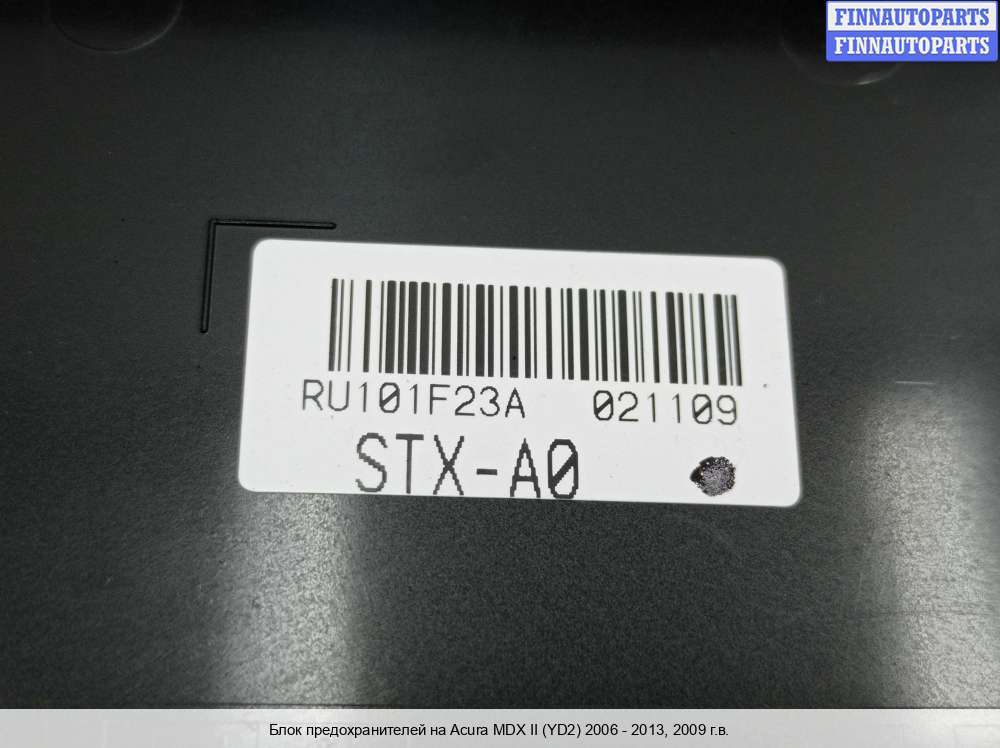 FINNAUTOPARTS
FINNAUTOPARTS
RU101F23A 021109
STX-A0
Блок предохранителей на Acura MDX II (YD2) 2006 - 2013, 2009 г.в.